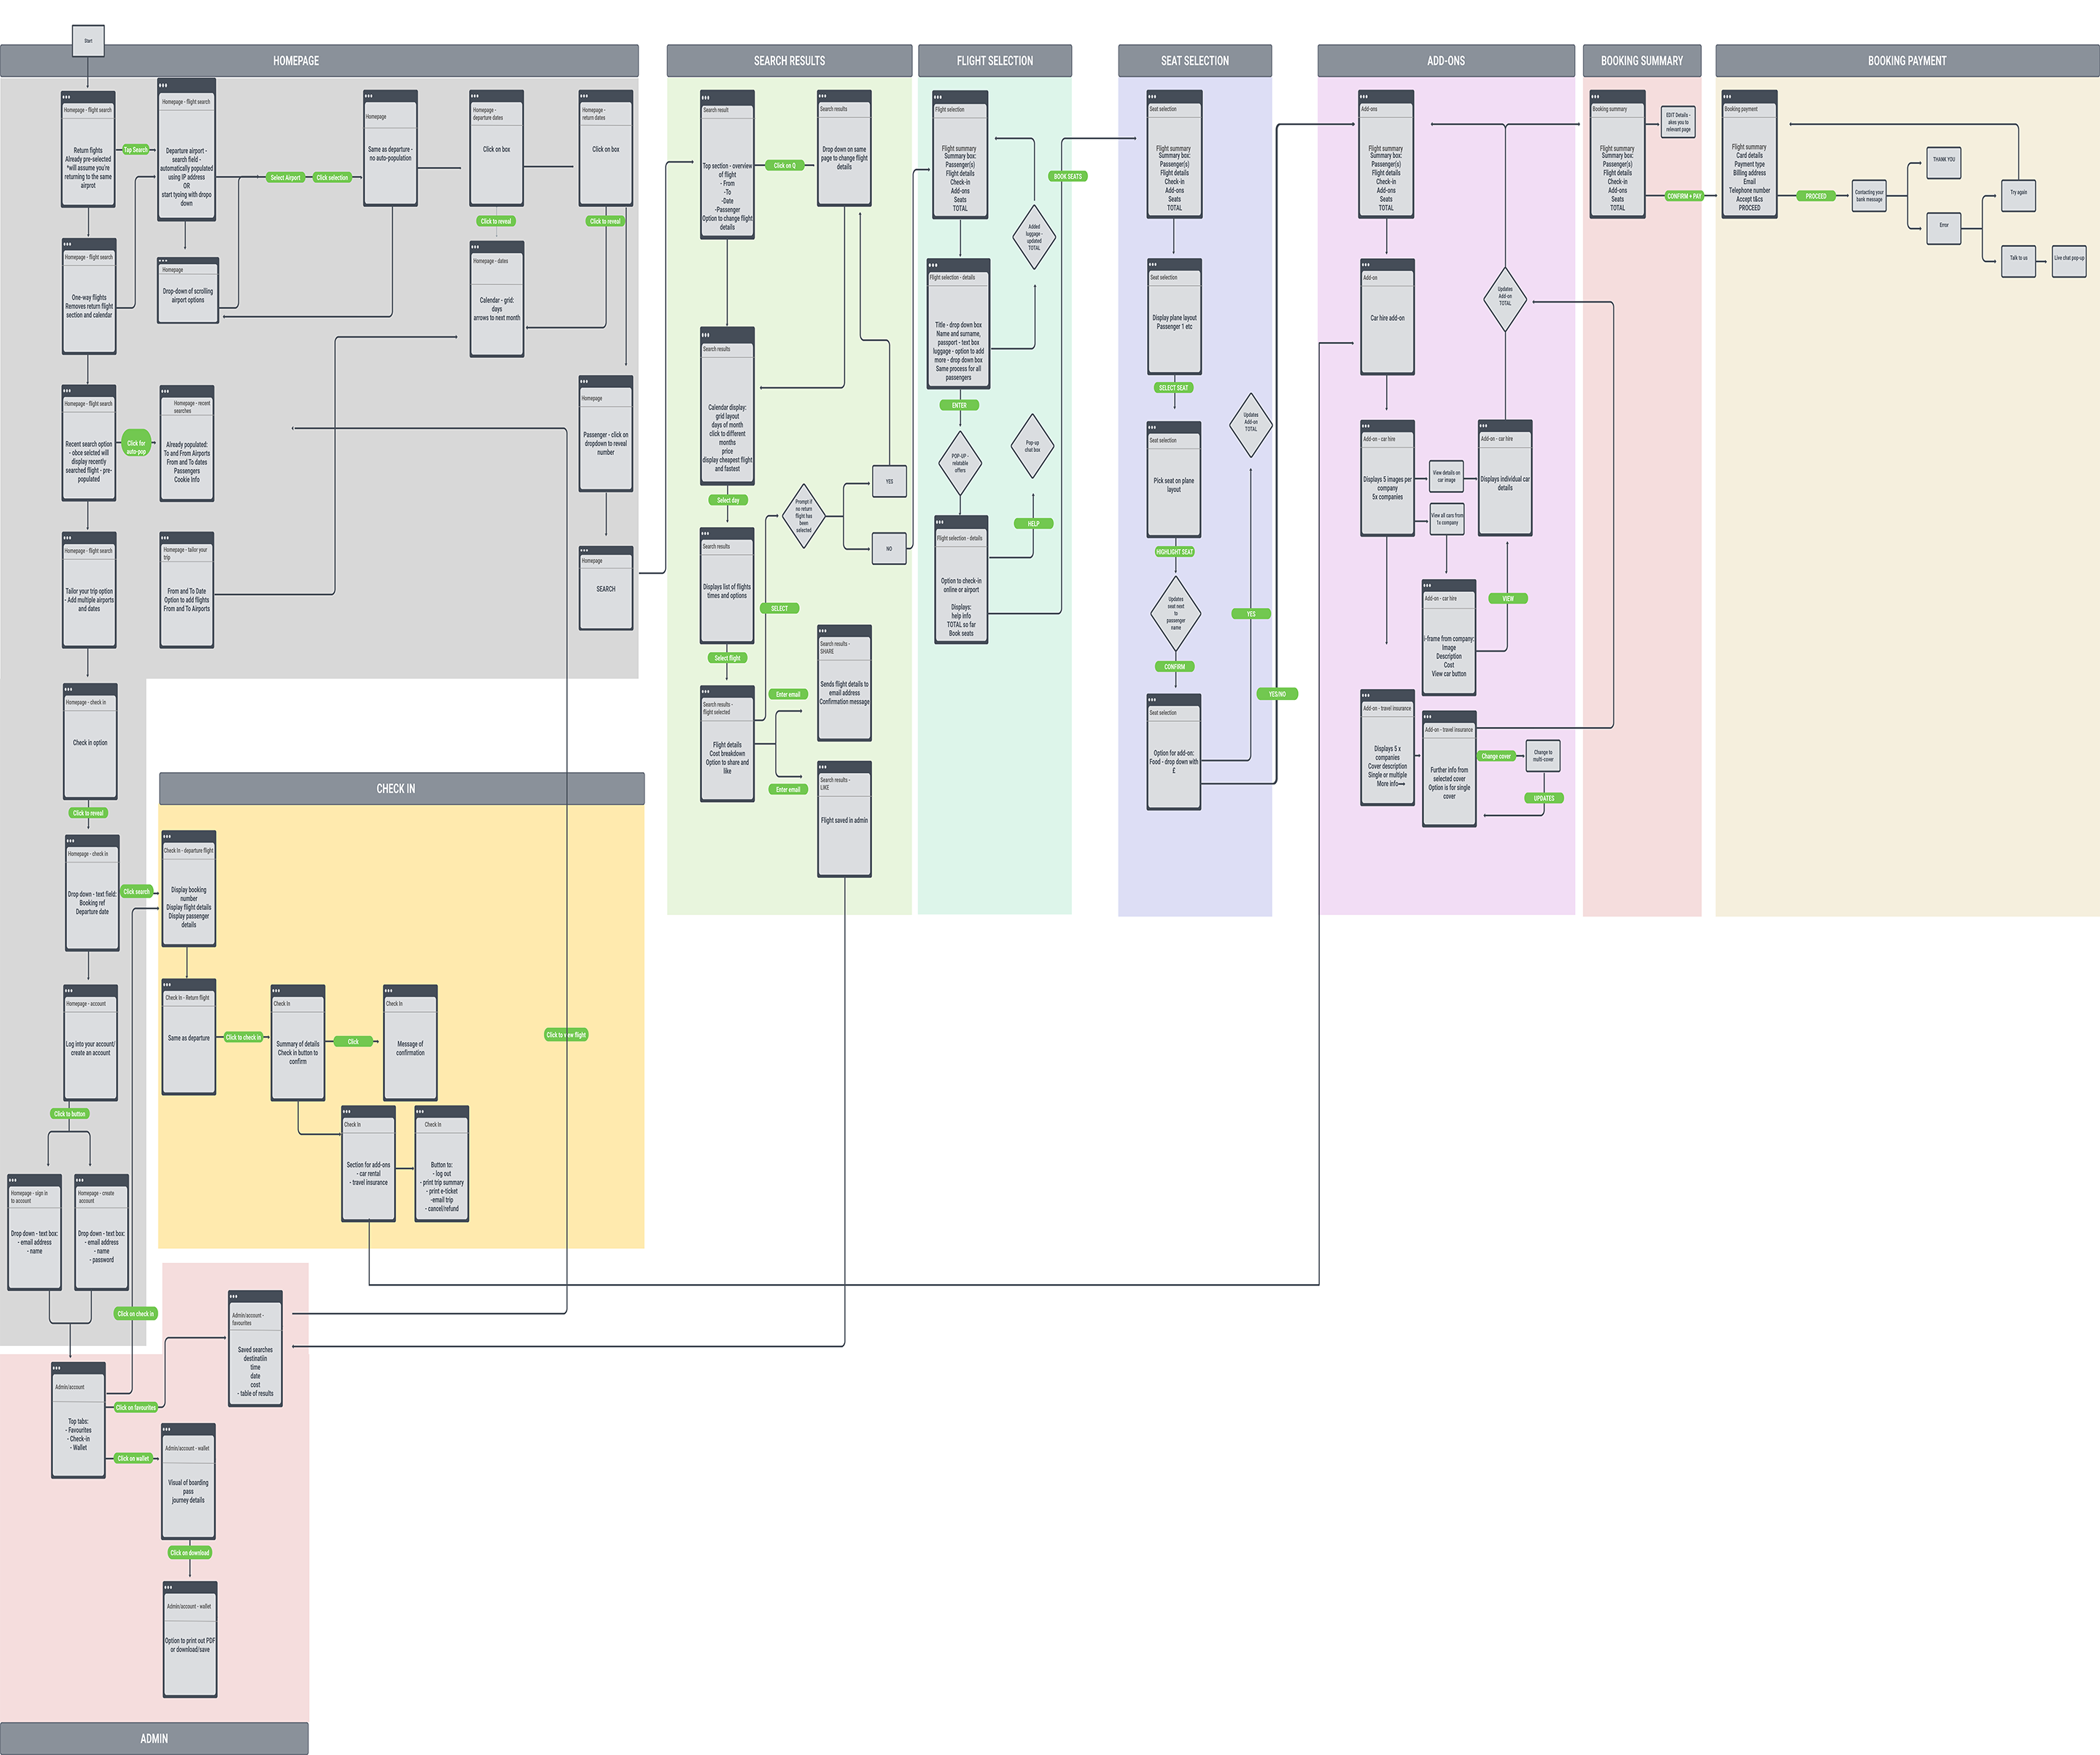 Start
HOMEPAGE
Homepage - flight search
Return fights
Already pre-selected
*will assume you're
returning to the same
airprot
Tap Search
Homepage - flight search
Departure airport -
search field -
automatically populated
using IP address
OR
start tyoing with dropo
down
Select Airport
Click selection
Homepage
Same as departure -
no auto-population
Homepage -
departure dates
Click on box
Click to reveal
Homepage -
return dates
Click on box
Click to reveal
Homepage - flight search
One-way flights
Removes return flight
section and calendar
Homepage
Drop-down of scrolling
airport options
Homepage - dates
Calendar - grid:
days
arrows to next month
Homepage - flight search
Recent search option
- obce selcted will
display recently
searched flight - pre-
populated
Click for
auto-pop
Homepage - recent
searches
Already populated:
To and From Airports
From and To dates
Passengers
Cookie Info
Homepage
Passenger - click on
dropdown to reveal
number
Homepage - flight search
Tailor your trip option
- Add multiple airports
and dates
Homepage - tailor your
trip
From and To Date
Option to add flights
From and To Airports
Homepage
SEARCH
Homepage - check in
Check in option
Click to reveal
Homepage - check in
Drop down - text field:
Booking ref
Departure date
Click search
Homepage - account
Log into your account/
create an account
Click to button
Homepage - sign in
to account
Drop down - text box:
- email address
- name
Homepage - create
account
Drop down - text box:
- email address
- name
- password
Click on check in
CHECK IN
Check In - departure flight
Display booking
number
Display flight details
Display passenger
details
Check In - Return flight
Same as departure
Click to check in
Check In
Summary of details
Check in button to
confirm
Click
Check In
Message of
confirmation
Click to view flight
Check In
Section for add-ons
- car rental
- travel insurance
Check In
Button to:
- log out
- print trip summary
- print e-ticket
-email trip
- cancel/refund
Admin/account
Top tabs:
- Favourites
- Check-in
- Wallet
Click on favourites
Click on wallet
Admin/account -
favourites
Saved searches
destinatiin
time
date
cost
- table of results
Admin/account - wallet
Visual of boarding
pass
journey details
Click on download
Admin/account - wallet
Option to print out PDF
or download/save
ADMIN
SEARCH RESULTS
Search result
Top section - overview
of flight
- From
-To
-Date
-Passenger
Option to change flight
details
Click on Q
Search results
Drop down on same
page to change flight
details
Search results
Calendar display:
grid layout
days of month
click to different
months
price
display cheapest flight
and fastest
Select day
Search results
Displays list of flights
times and options
Select flight
Search results -
flight selected
Flight details
Cost breakdown
Option to share and
like
SELECT
Prompt if
no return
flight has
been
selected
YES
NO
Enter email
Enter email
Search results -
SHARE
Sends flight details to
email address
Confirmation message
Search results -
LIKE
Flight saved in admin
FLIGHT SELECTION
Flight selection
Flight summary
Summary box:
Passenger(s)
Flight details
Check-in
Add-ons
Seats
TOTAL
Added
luggage -
updated
TOTAL
Flight selection - details
Title - drop down box
Name and surname,
passport - text box
luggage - option to add
more - drop down box
Same process for all
passengers
ENTER
POP-UP -
relatable
offers
Pop-up
chat box
HELP
Flight selection - details
Option to check-in
online or airport
Displays:
help info
TOTAL so far
Book seats
BOOK SEATS
SEAT SELECTION
Seat selection
Flight summary
Summary box:
Passenger(s)
Flight details
Check-in
Add-ons
Seats
TOTAL
Seat selection
Display plane layout
Passenger 1 etc
SELECT SEAT
Seat selection
Pick seat on plane
layout
HIGHLIGHT SEAT
Updates
seat next
to
passenger
name
CONFIRM
Seat selection
Option for add-on:
Food - drop down with
£
Updates
Add-on
TOTAL
YES
YES/NO
ADD-ONS
Add-ons
Flight summary
Summary box:
Passenger(s)
Flight details
Check-in
Add-ons
Seats
TOTAL
Add-on
Car hire add-on
Updates
Add-on
TOTAL
Add-on - car hire
Displays 5 images per
company
5x companies
View details on
car image
View all cars from
1x company
Add-on - car hire
Displays individual car
details
Add-on - car hire
i-frame from company:
Image
Description
Cost
View car button
VIEW
Add-on - travel insurance
Displays 5 x
companies
Cover description
Single or multiple
More info
Add-on - travel insurance
Further info from
selected cover
Option is for single
cover
Change cover
Change to
multi-cover
UPDATES
BOOKING SUMMARY
Booking summary
Flight summary
Summary box:
Passenger(s)
Flight details
Check-in
Add-ons
Seats
TOTAL
EDIT Details -
akes you to
relevant page
CONFIRM + PAY
BOOKING PAYMENT
Booking payment
Flight summary
Card details
Payment type
Billing address
Email
Telephone number
Accept t&cs
PROCEED
PROCEED
Contacting your
bank message
THANK YOU
Error
Try again
Talk to us
Live chat pop-up